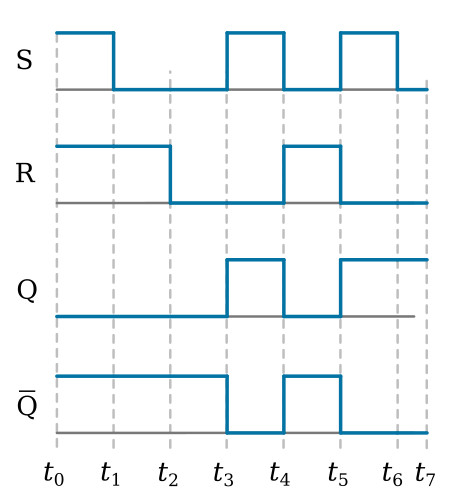 S
R
Q
Q̅
t₀ t₁ t₂ t₃ t₄ t₅ t₆ t₇